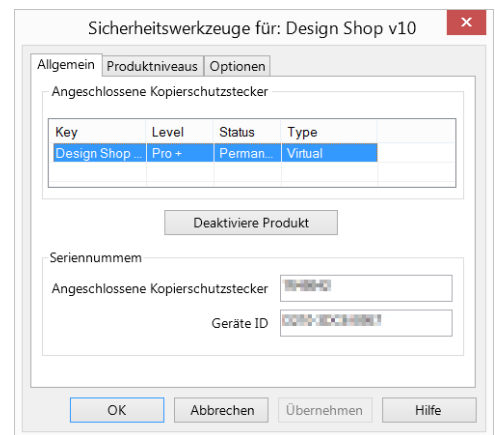 Sicherheitswerkzeuge für: Design Shop v10
Allgemein Produktniveaus Optionen
Angeschlossene Kopierschutzstecker
Key Level Status Type
Design Shop ... Pro + Perman... Virtual
Deaktiviere Produkt
Seriennummern
Angeschlossene Kopierschutzstecker
Geräte ID
OK Abbrechen Übernehmen Hilfe